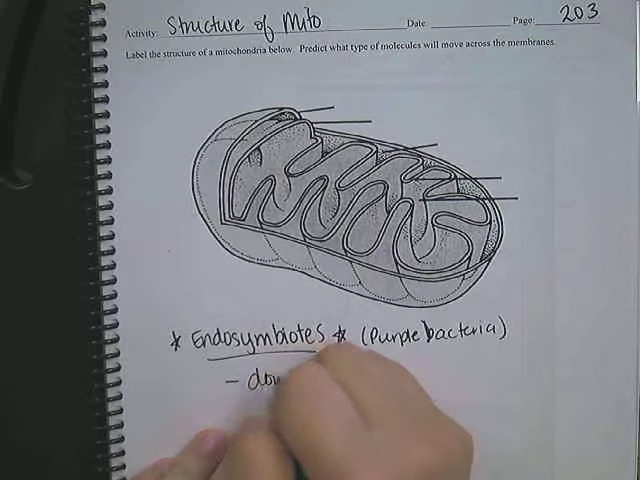 Activity: Structure of Mito Date: Page: 203
Label the structure of a mitochondria below. Predict what type of molecules will move across the membranes.
* Endosymbiotes * (Purple bacteria)
- dou